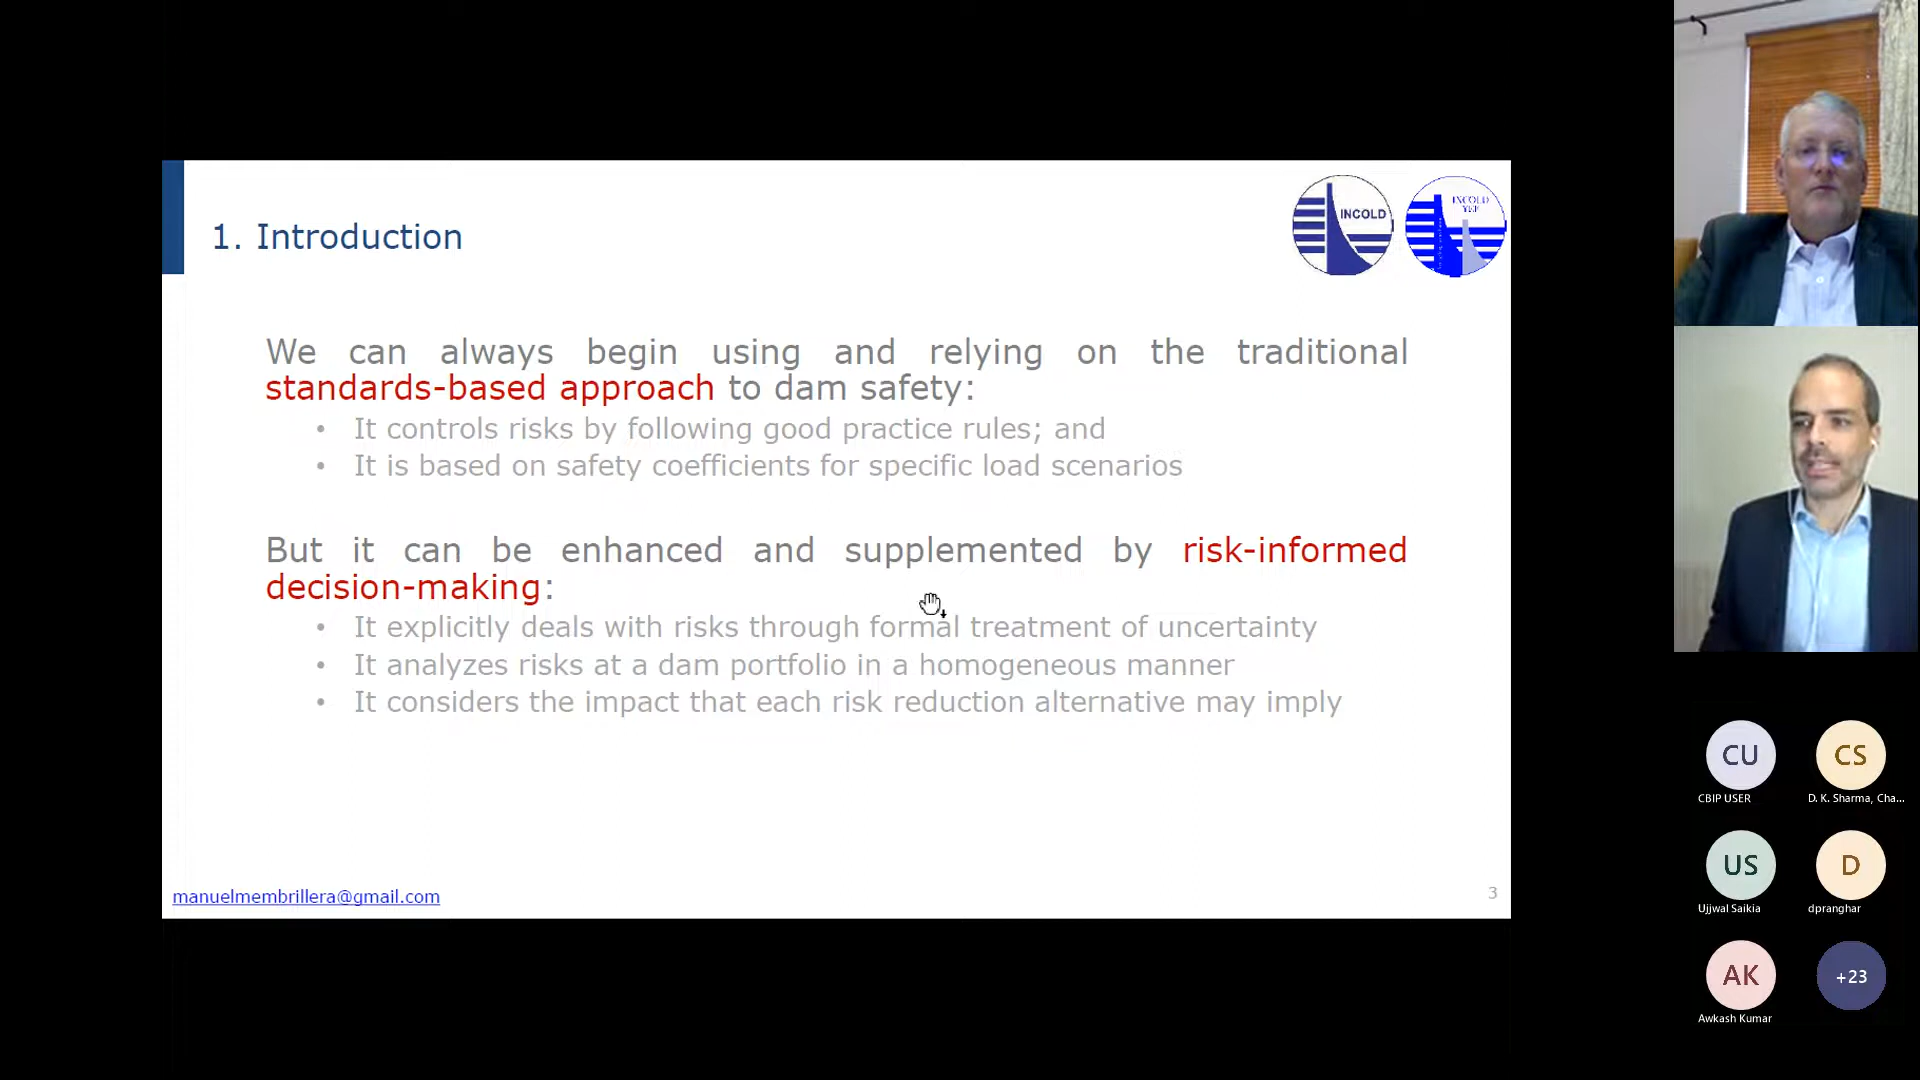 1. Introduction
INCOLD
INCOLD
YEF
We can always begin using and relying on the traditional
standards-based approach to dam safety:
• It controls risks by following good practice rules; and
• It is based on safety coefficients for specific load scenarios
But it can be enhanced and supplemented by risk-informed
decision-making:
• It explicitly deals with risks through formal treatment of uncertainty
• It analyzes risks at a dam portfolio in a homogeneous manner
• It considers the impact that each risk reduction alternative may imply
manuelmembrillera@gmail.com
3
CU
CBIP USER
CS
D. K. Sharma, Cha...
US
Ujjwal Saikia
D
dpranghar
AK
Awkash Kumar
+23